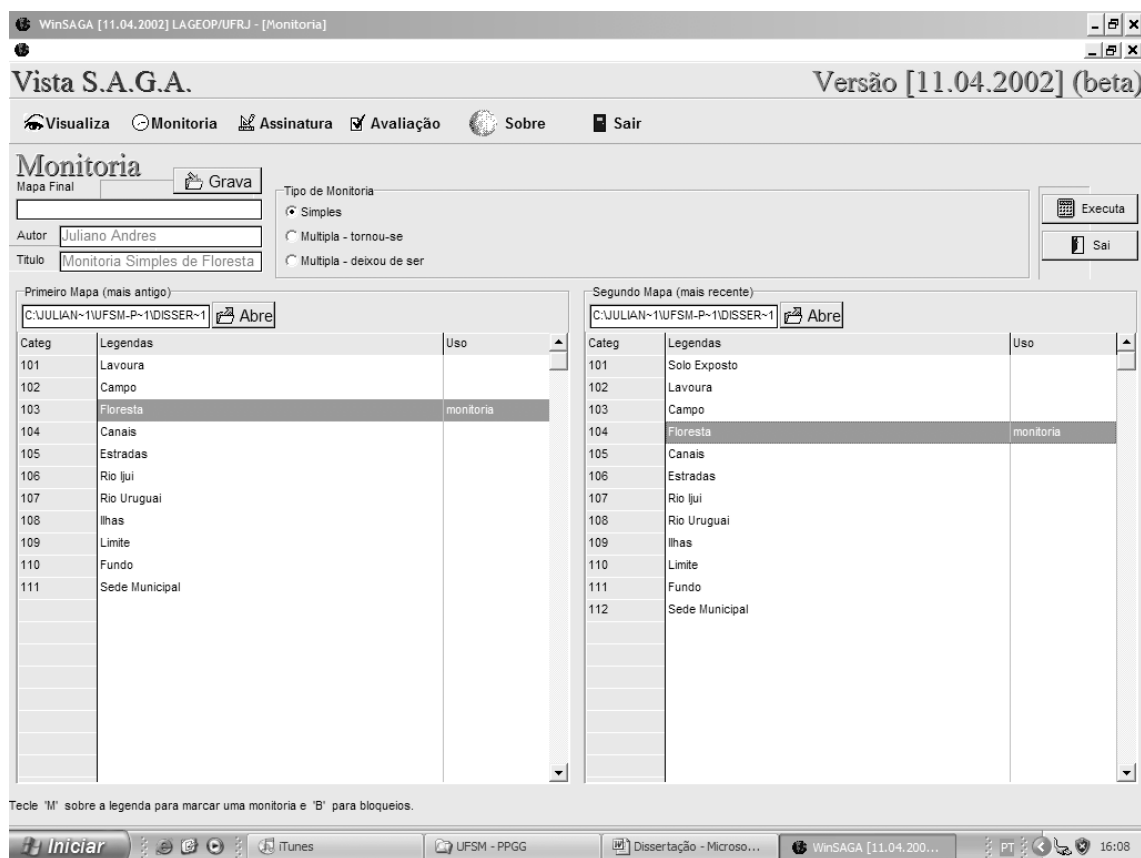 WinSAGA [11.04.2002] LAGEOP/UFRJ - [Monitoria]
Vista S.A.G.A. Versão [11.04.2002] (beta)
Visualiza Monitoria Assinatura Avaliação Sobre Sair
Monitoria
Mapa Final Grava
Autor Juliano Andres
Titulo Monitoria Simples de Floresta
Tipo de Monitoria
Simples
Multipla - tornou-se
Multipla - deixou de ser
Executa
Sai
Primeiro Mapa (mais antigo)
C:\JULIAN~1\UFSM-P~1\DISSER~1 Abre
Categ Legendas Uso
101 Lavoura
102 Campo
103 Floresta monitoria
104 Canais
105 Estradas
106 Rio Ijui
107 Rio Uruguai
108 Ilhas
109 Limite
110 Fundo
111 Sede Municipal
Segundo Mapa (mais recente)
C:\JULIAN~1\UFSM-P~1\DISSER~1 Abre
Categ Legendas Uso
101 Solo Exposto
102 Lavoura
103 Campo
104 Floresta monitoria
105 Canais
106 Estradas
107 Rio Ijui
108 Rio Uruguai
109 Ilhas
110 Limite
111 Fundo
112 Sede Municipal
Tecle 'M' sobre a legenda para marcar uma monitoria e 'B' para bloqueios.
Iniciar iTunes UFSM - PPGG Dissertação - Microso... WinSAGA [11.04.200... PT 16:08